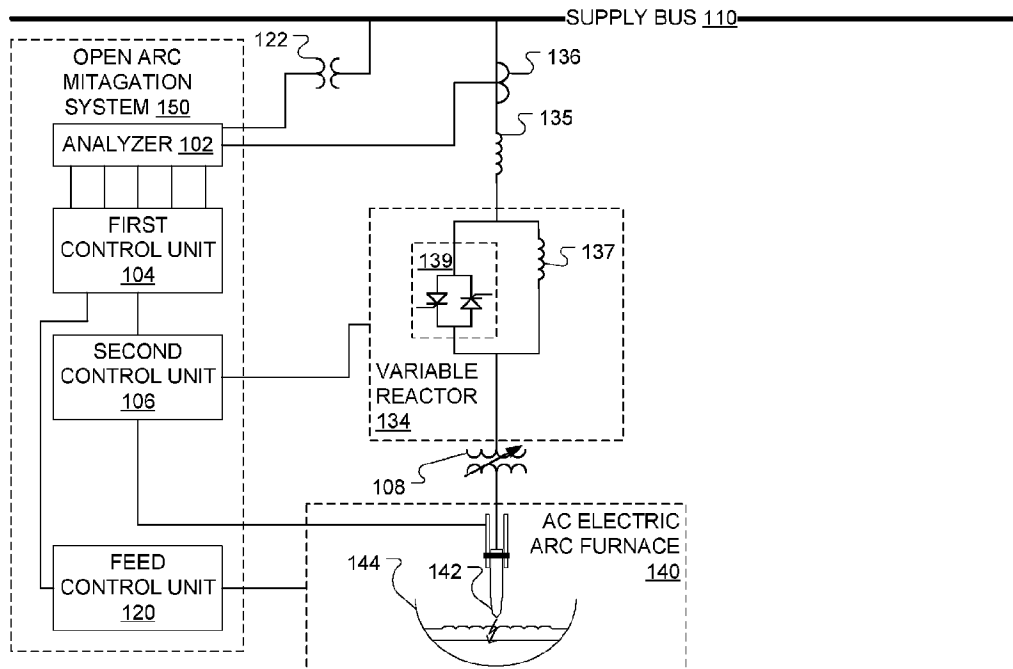 SUPPLY BUS 110
122
136
OPEN ARC
MITAGATION
SYSTEM 150
135
ANALYZER 102
FIRST
CONTROL UNIT
104
139
137
SECOND
CONTROL UNIT
106
VARIABLE
REACTOR
134
108
AC ELECTRIC
ARC FURNACE
140
FEED
CONTROL UNIT
120
144
142